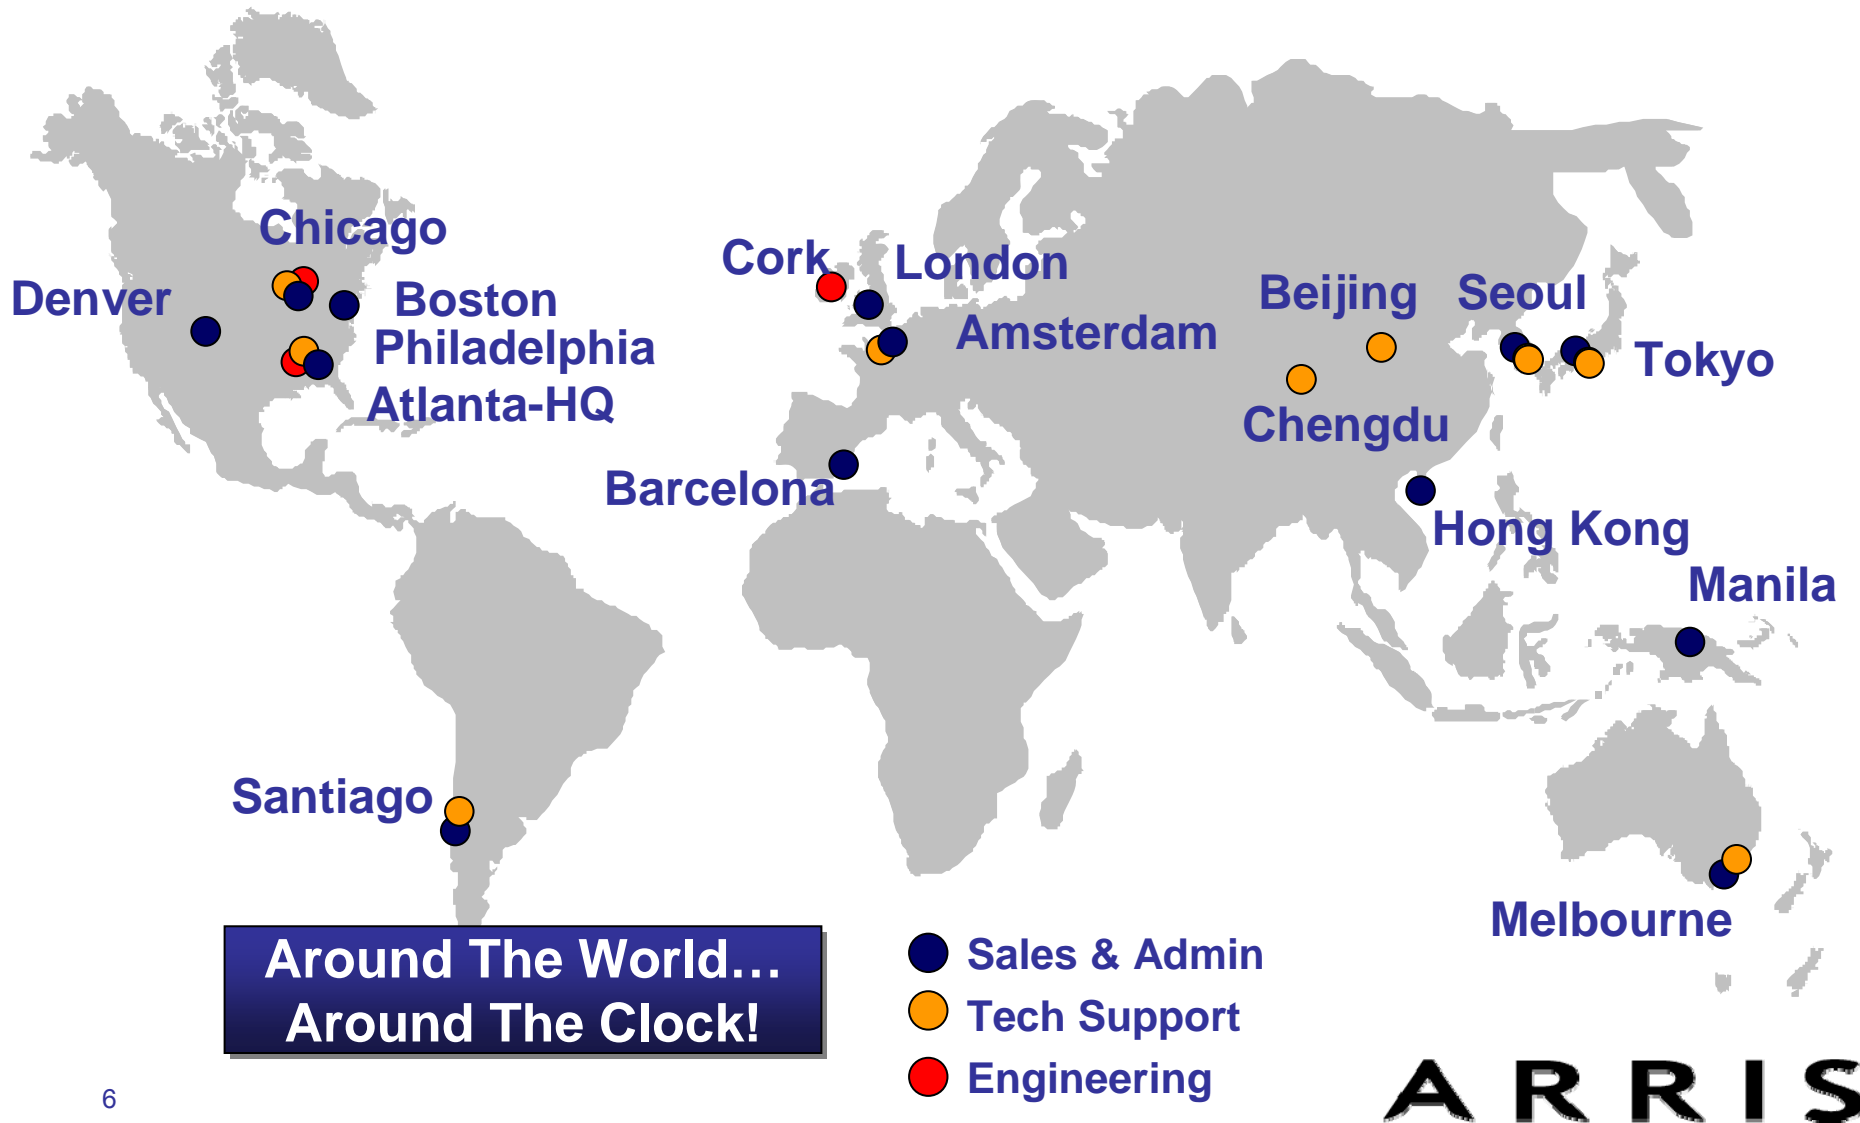 Chicago
Denver
Boston
Philadelphia
Atlanta-HQ
Cork
London
Amsterdam
Barcelona
Beijing
Seoul
Tokyo
Chengdu
Hong Kong
Manila
Santiago
Melbourne
Around The World…
Around The Clock!
Sales & Admin
Tech Support
Engineering
6
ARRIS